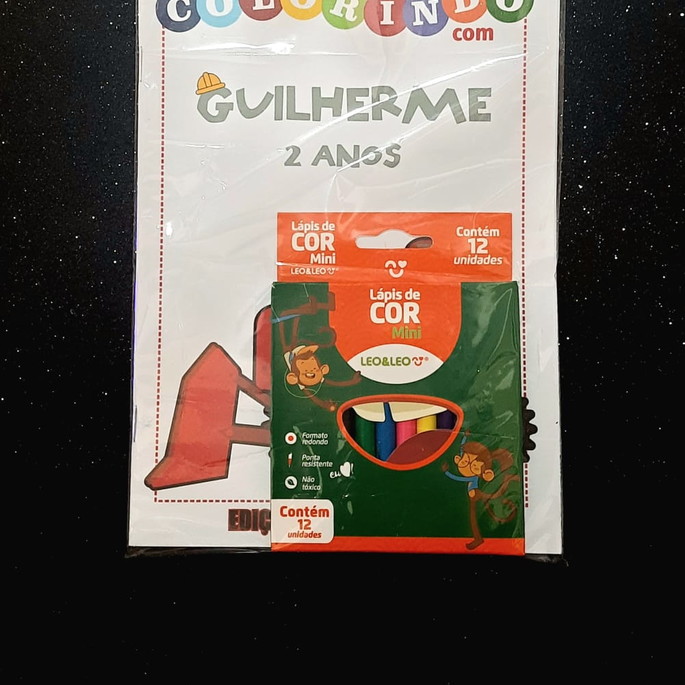 COLORINDO
com
GUILHERME
2 ANOS
Lápis de
COR
Mini
LEO&LEO
Contém
12
unidades
Lápis de
COR
Mini
LEO&LEO
Formato
redondo
Ponta
resistente
Não
tóxico
eu
Contém
12
unidades